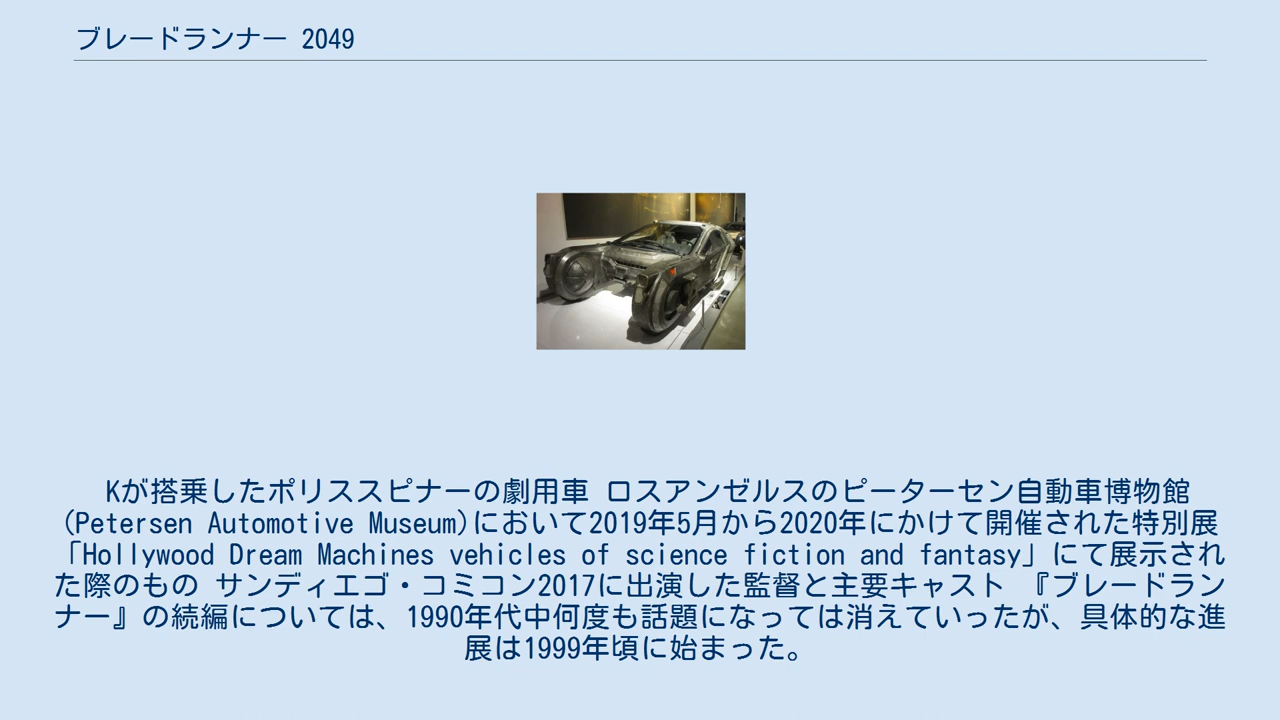 ブレードランナー 2049
Kが搭乗したポリススピナーの劇用車 ロスアンゼルスのピーターセン自動車博物館
(Petersen Automotive Museum)において2019年5月から2020年にかけて開催された特別展
「Hollywood Dream Machines vehicles of science fiction and fantasy」にて展示され
た際のもの サンディエゴ・コミコン2017に出演した監督と主要キャスト 『ブレードラン
ナー』の続編については、1990年代中何度も話題になっては消えていったが、具体的な進
展は1999年頃に始まった。